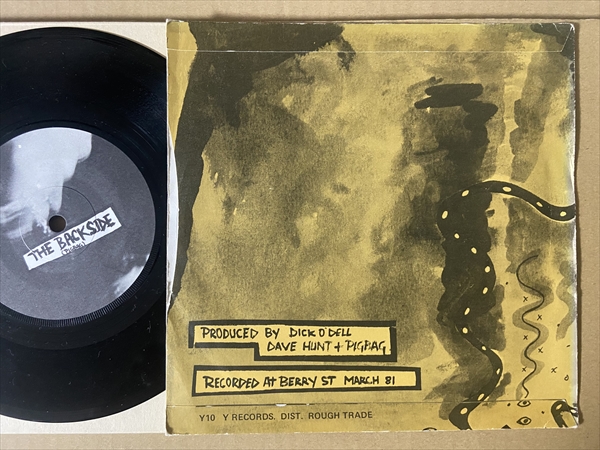 THE BACKSIDE
(PIGBAG)
PRODUCED BY DICK O'DELL
DAVE HUNT + PIGBAG
RECORDED AT BERRY ST MARCH 81
Y10 Y RECORDS. DIST. ROUGH TRADE